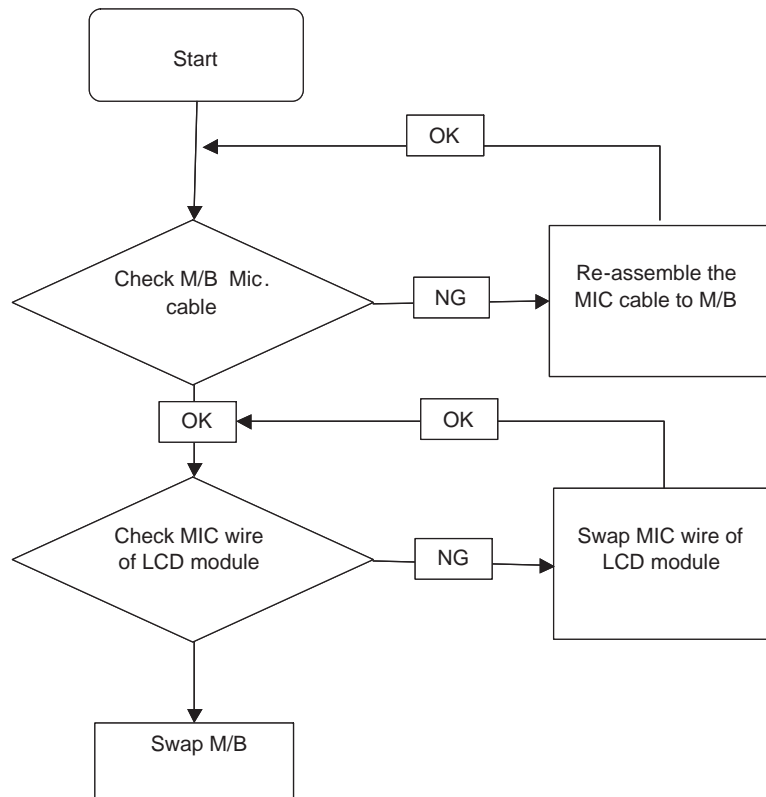 Start
OK
Check M/B Mic.
cable
NG
Re-assemble the
MIC cable to M/B
OK
OK
Check MIC wire
of LCD module
NG
Swap MIC wire of
LCD module
Swap M/B